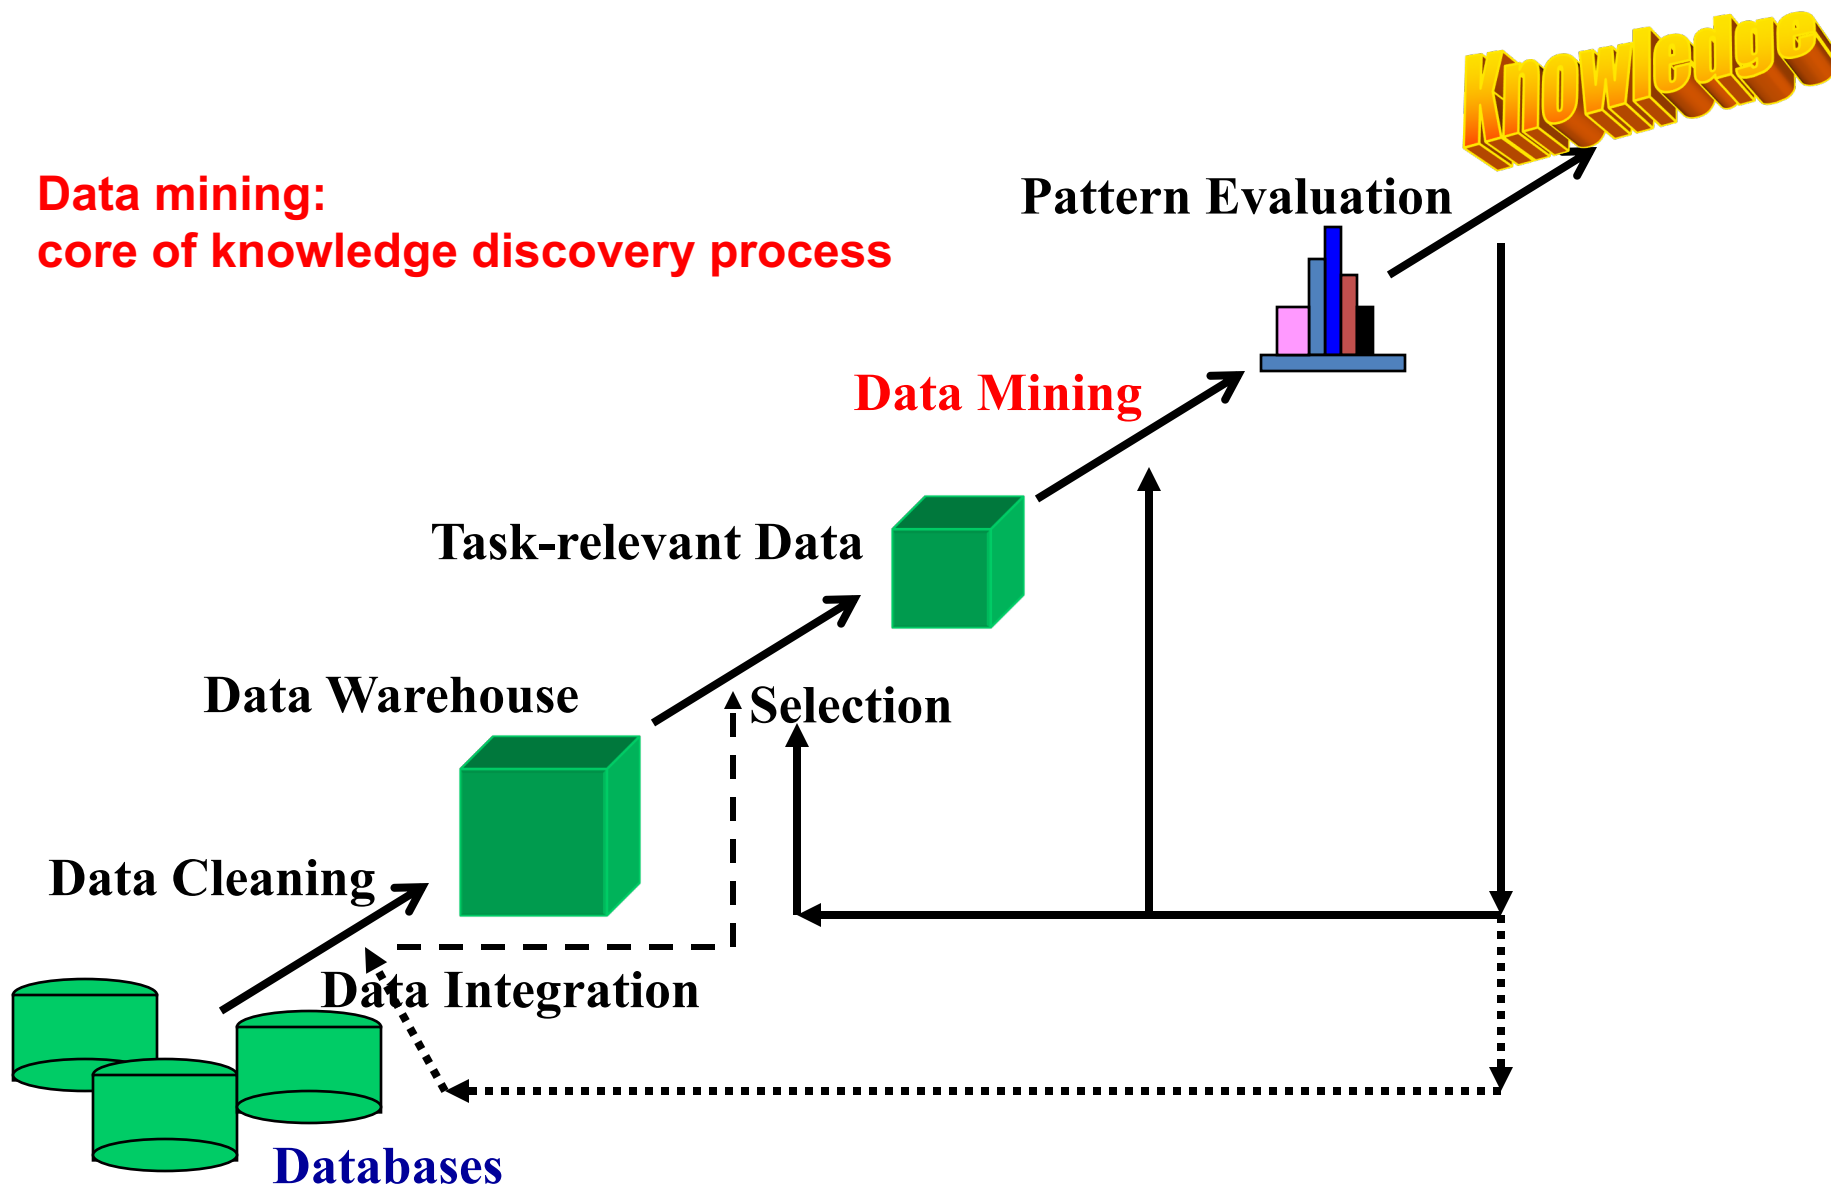 Knowledge
Data mining:
core of knowledge discovery process
Pattern Evaluation
Data Mining
Task-relevant Data
Data Warehouse
Selection
Data Cleaning
Data Integration
Databases